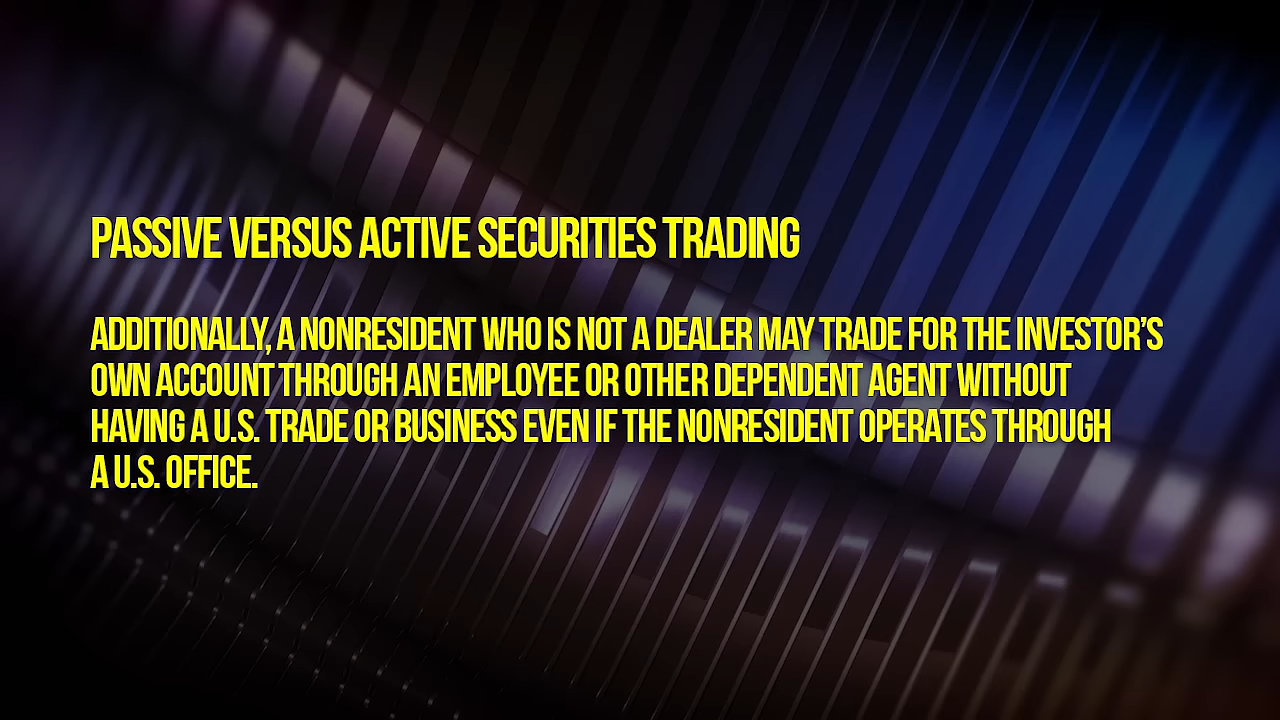 PASSIVE VERSUS ACTIVE SECURITIES TRADING
ADDITIONALLY, A NONRESIDENT WHO IS NOT A DEALER MAY TRADE FOR THE INVESTOR’S
OWN ACCOUNT THROUGH AN EMPLOYEE OR OTHER DEPENDENT AGENT WITHOUT
HAVING A U.S. TRADE OR BUSINESS EVEN IF THE NONRESIDENT OPERATES THROUGH
A U.S. OFFICE.